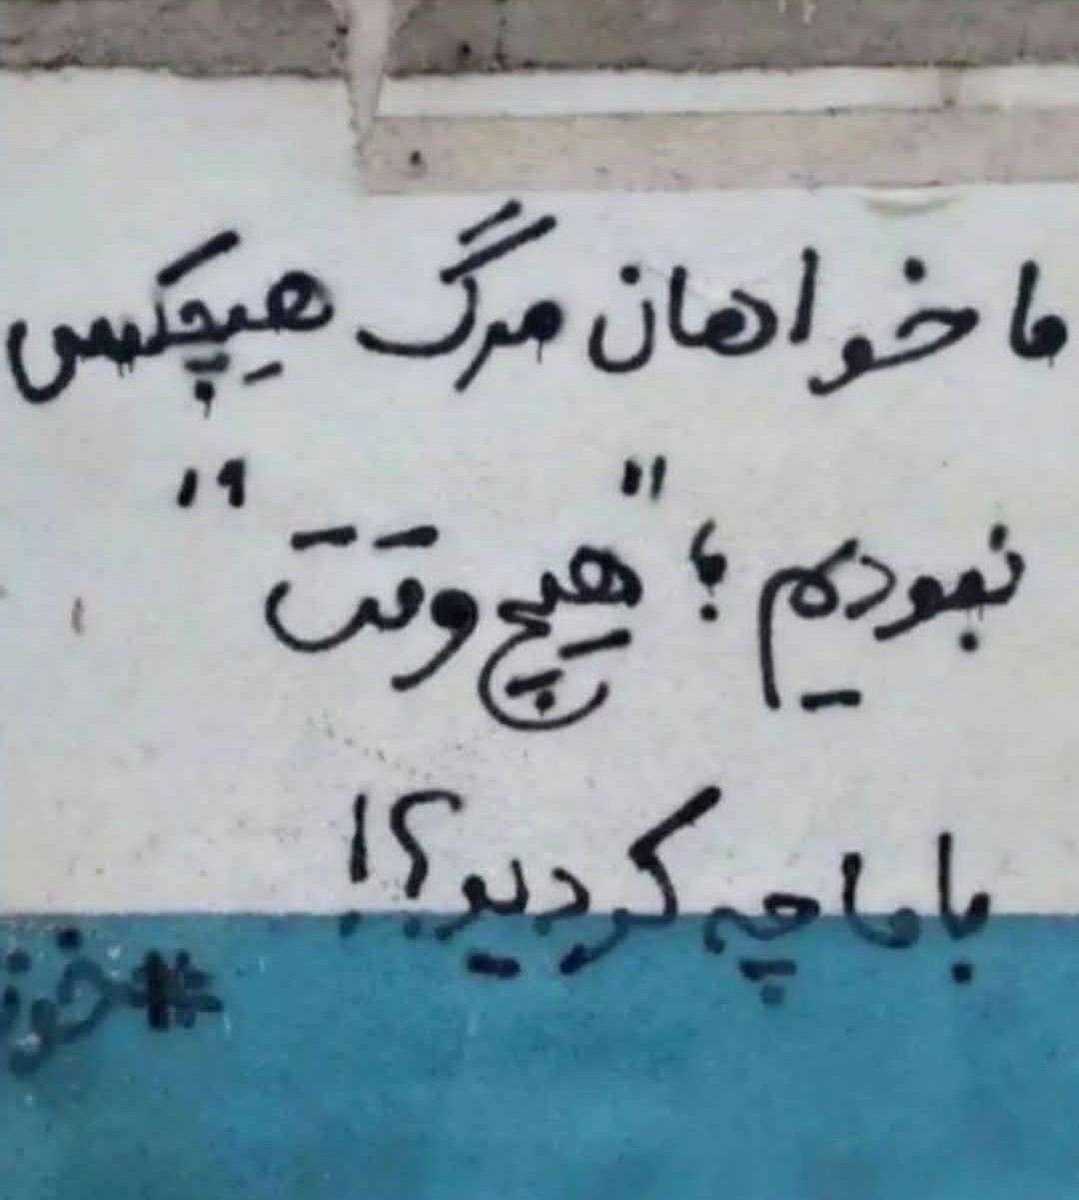 ما خواهان مرگ هیچکس
نبودیم ؛ "هیچ وقت"
با ما چه کردید؟!